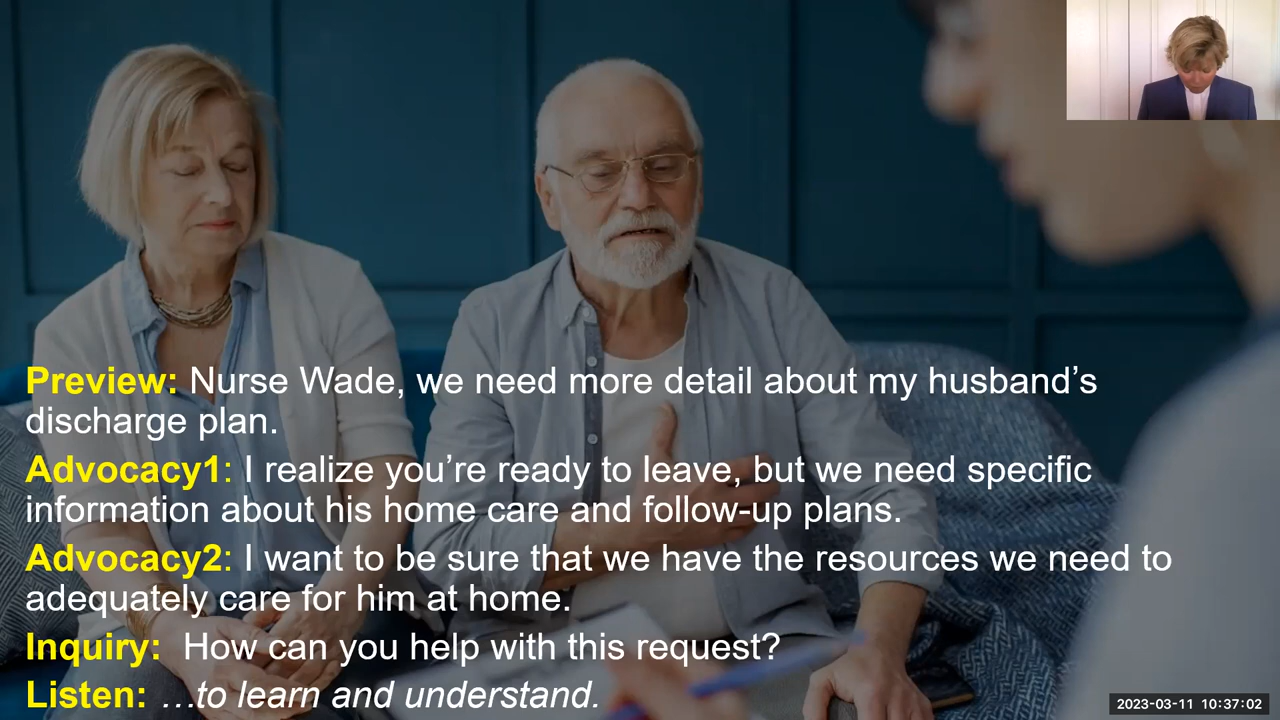 Preview: Nurse Wade, we need more detail about my husband’s
discharge plan.
Advocacy1: I realize you’re ready to leave, but we need specific
information about his home care and follow-up plans.
Advocacy2: I want to be sure that we have the resources we need to
adequately care for him at home.
Inquiry: How can you help with this request?
Listen: …to learn and understand.
2023-03-11 10:37:02